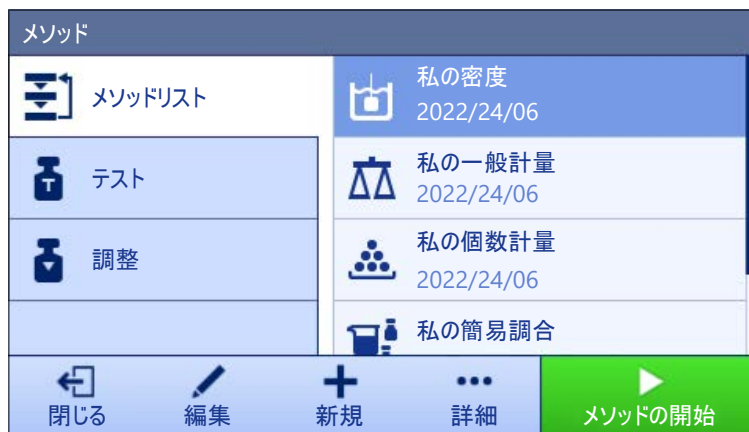 メソッド
メソッドリスト
テスト
調整
私の密度
2022/24/06
私の一般計量
2022/24/06
私の個数計量
2022/24/06
私の簡易調合
閉じる
編集
新規
詳細
メソッドの開始